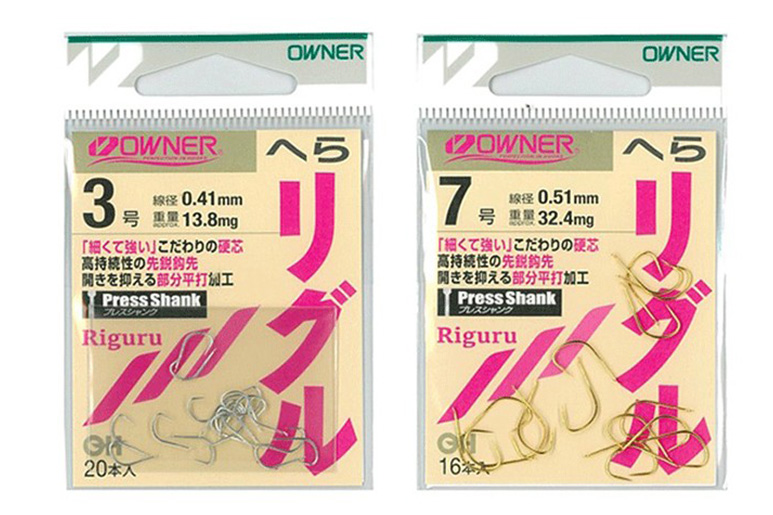 OWNER
OWNER
PERFECTION IN HOOKS
へら
3号
線径 0.41mm
重量 approx. 13.8mg
「細くて強い」こだわりの硬芯
高持続性の先鋭鈎先
開きを抑える部分平打加工
Press Shank
プレスシャンク
リグル
Riguru
20本入
OWNER
OWNER
PERFECTION IN HOOKS
へら
7号
線径 0.51mm
重量 approx. 32.4mg
「細くて強い」こだわりの硬芯
高持続性の先鋭鈎先
開きを抑える部分平打加工
Press Shank
プレスシャンク
リグル
Riguru
16本入